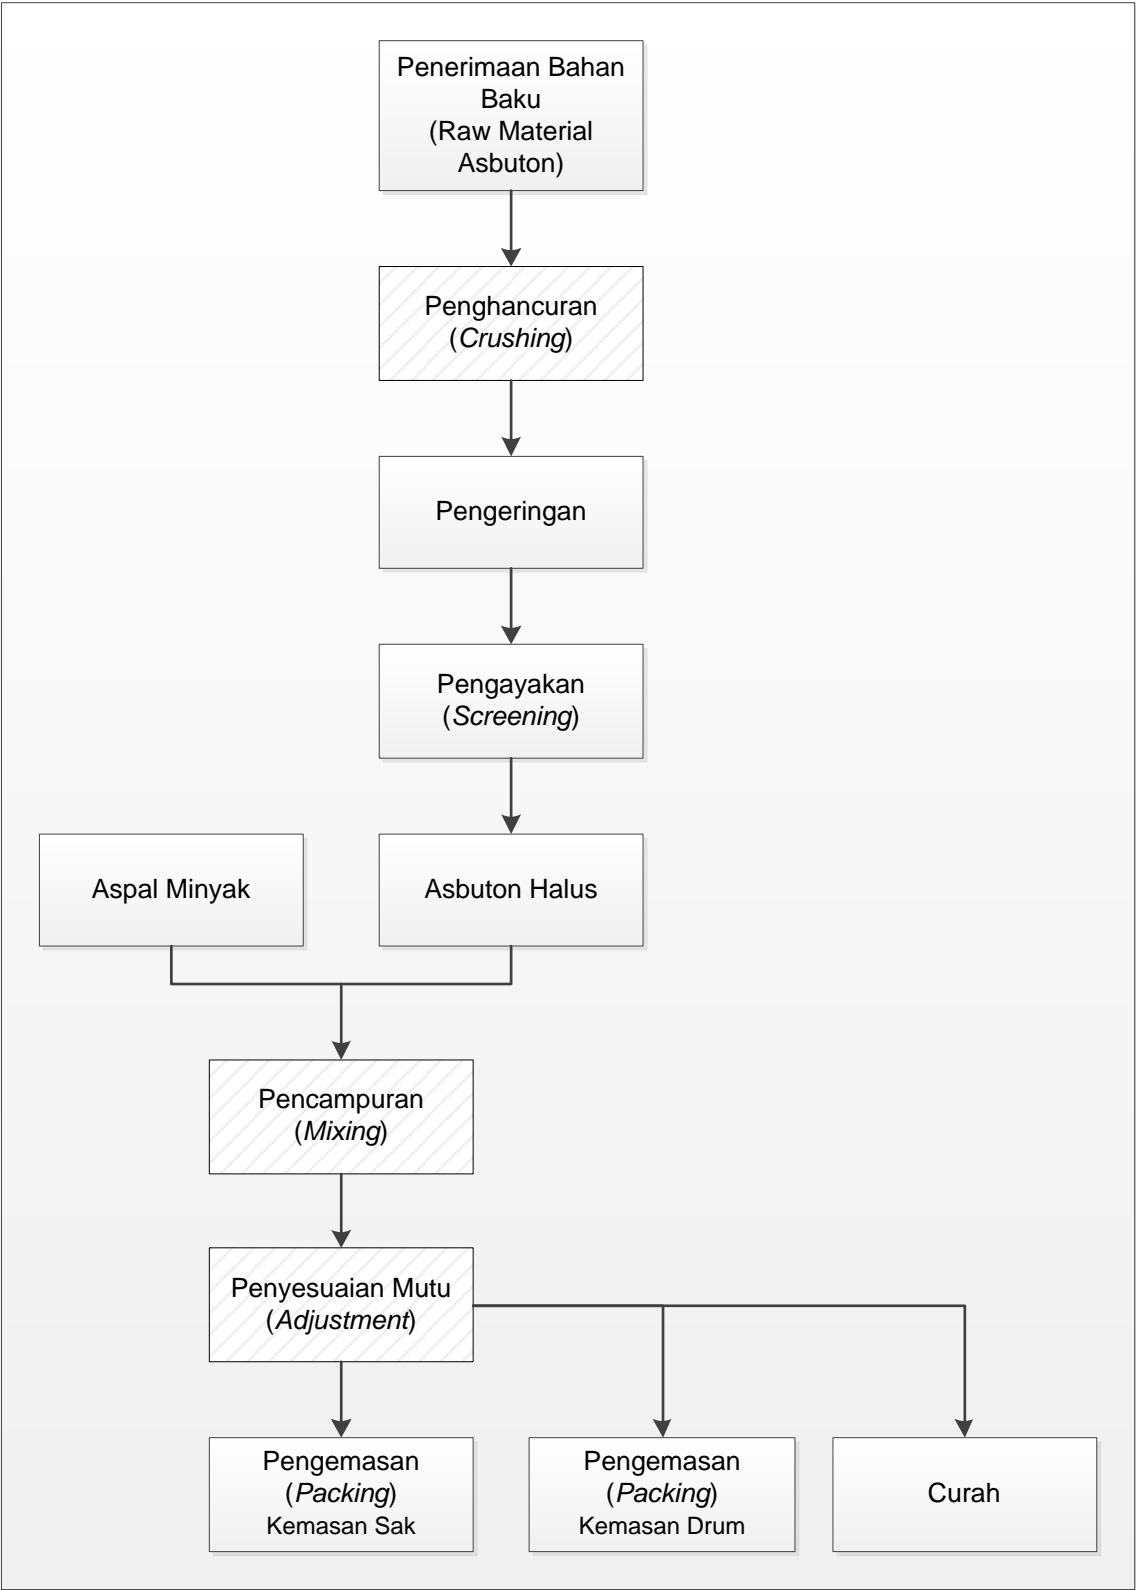 Penerimaan Bahan
Baku
(Raw Material
Asbuton)
Penghancuran
(Crushing)
Pengeringan
Pengayakan
(Screening)
Aspal Minyak
Asbuton Halus
Pencampuran
(Mixing)
Penyesuaian Mutu
(Adjustment)
Pengemasan
(Packing)
Kemasan Sak
Pengemasan
(Packing)
Kemasan Drum
Curah